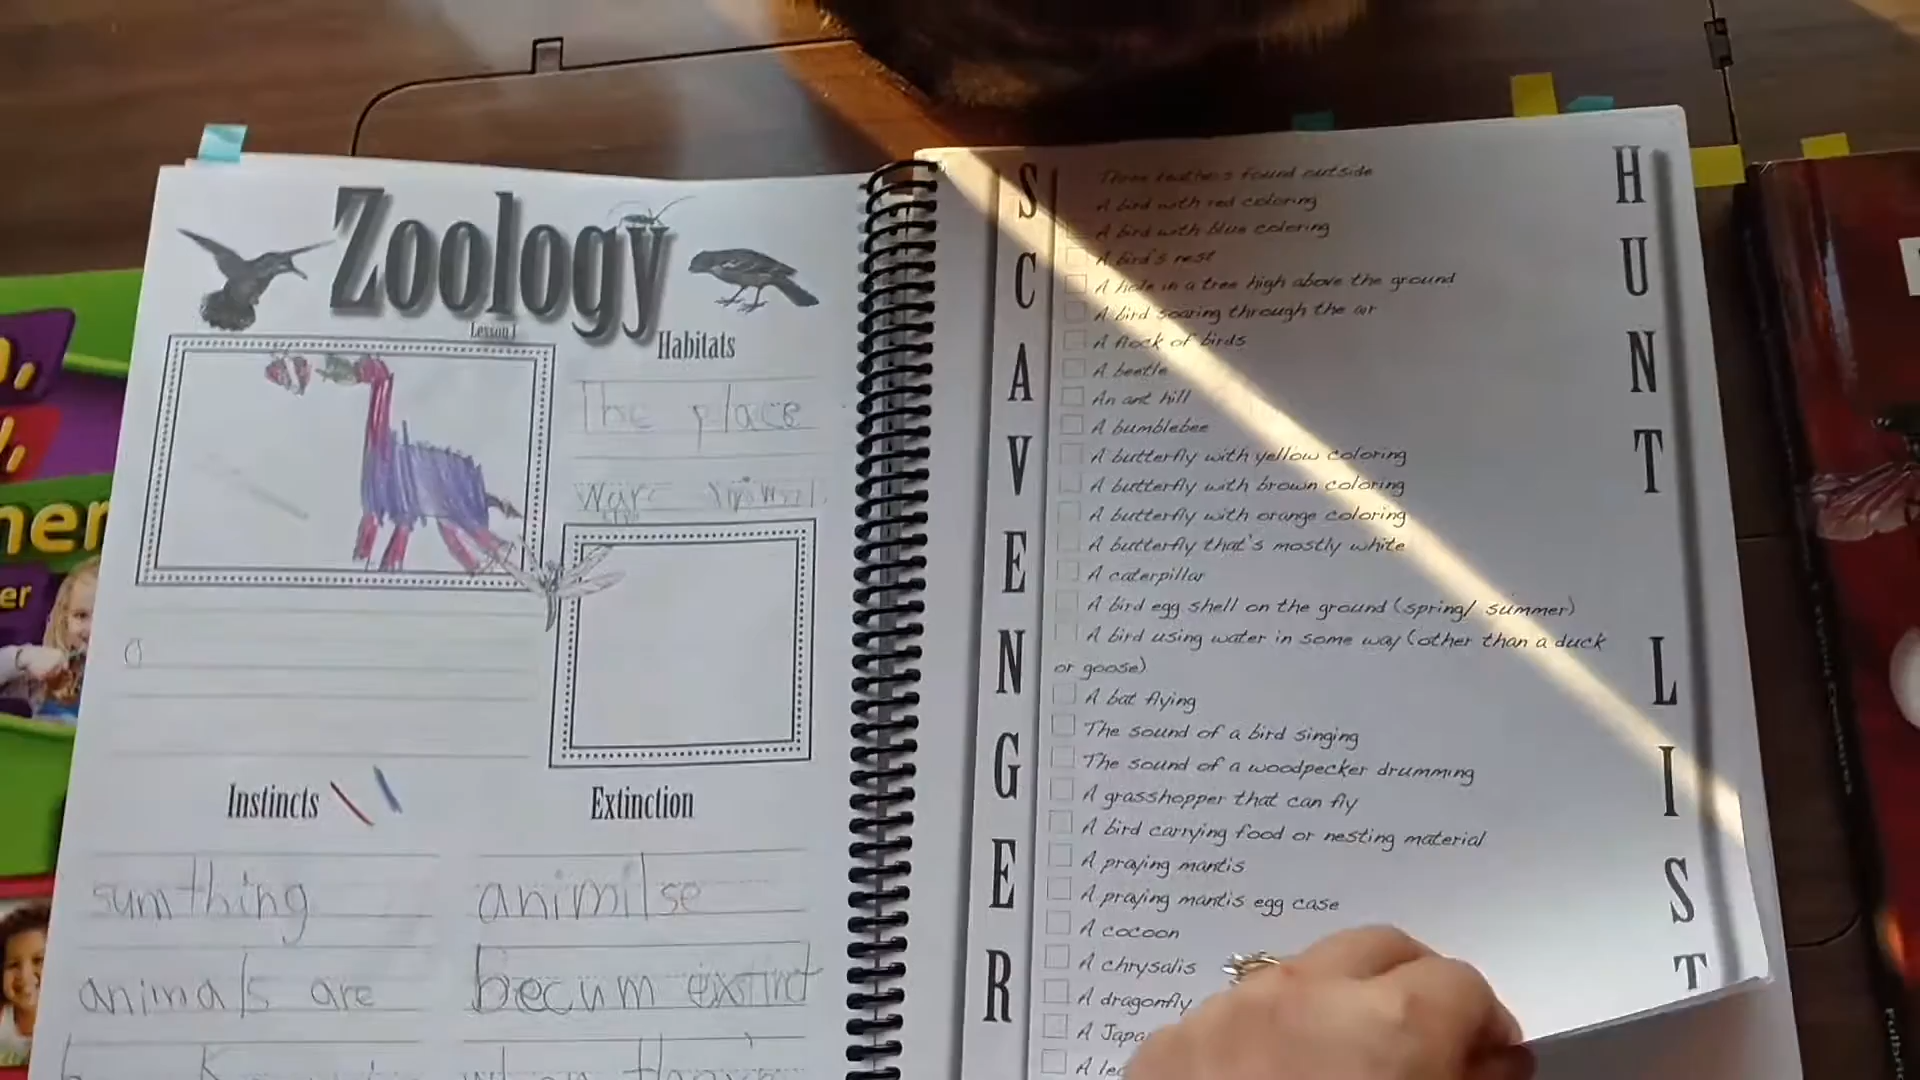 Zoology
Lesson 1
Habitats
The place
Instincts
Extinction
sumthing
animilse
animals are
becum extinct
SCAVENGER
HUNT LIST
Three feathers found outside
A bird with red coloring
A bird with blue coloring
A bird's nest
A hole in a tree high above the ground
A bird soaring through the air
A flock of birds
A beetle
An ant hill
A bumblebee
A butterfly with yellow coloring
A butterfly with brown coloring
A butterfly with orange coloring
A butterfly that's mostly white
A caterpillar
A bird egg shell on the ground (spring/ summer)
A bird using water in some way (other than a duck
or goose)
A bat flying
The sound of a bird singing
The sound of a woodpecker drumming
A grasshopper that can fly
A bird carrying food or nesting material
A praying mantis
A praying mantis egg case
A cocoon
A chrysalis
A dragonfly
A
A